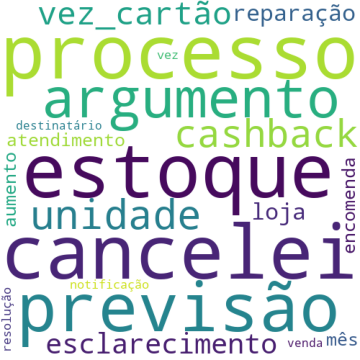 vez_cartão reparação
processo
vez
argumento
destinatário
atendimento cashback
estoque
aumento
encomenda
unidade loja
cancelei
notificação
previsão
resolução
esclarecimento venda mês